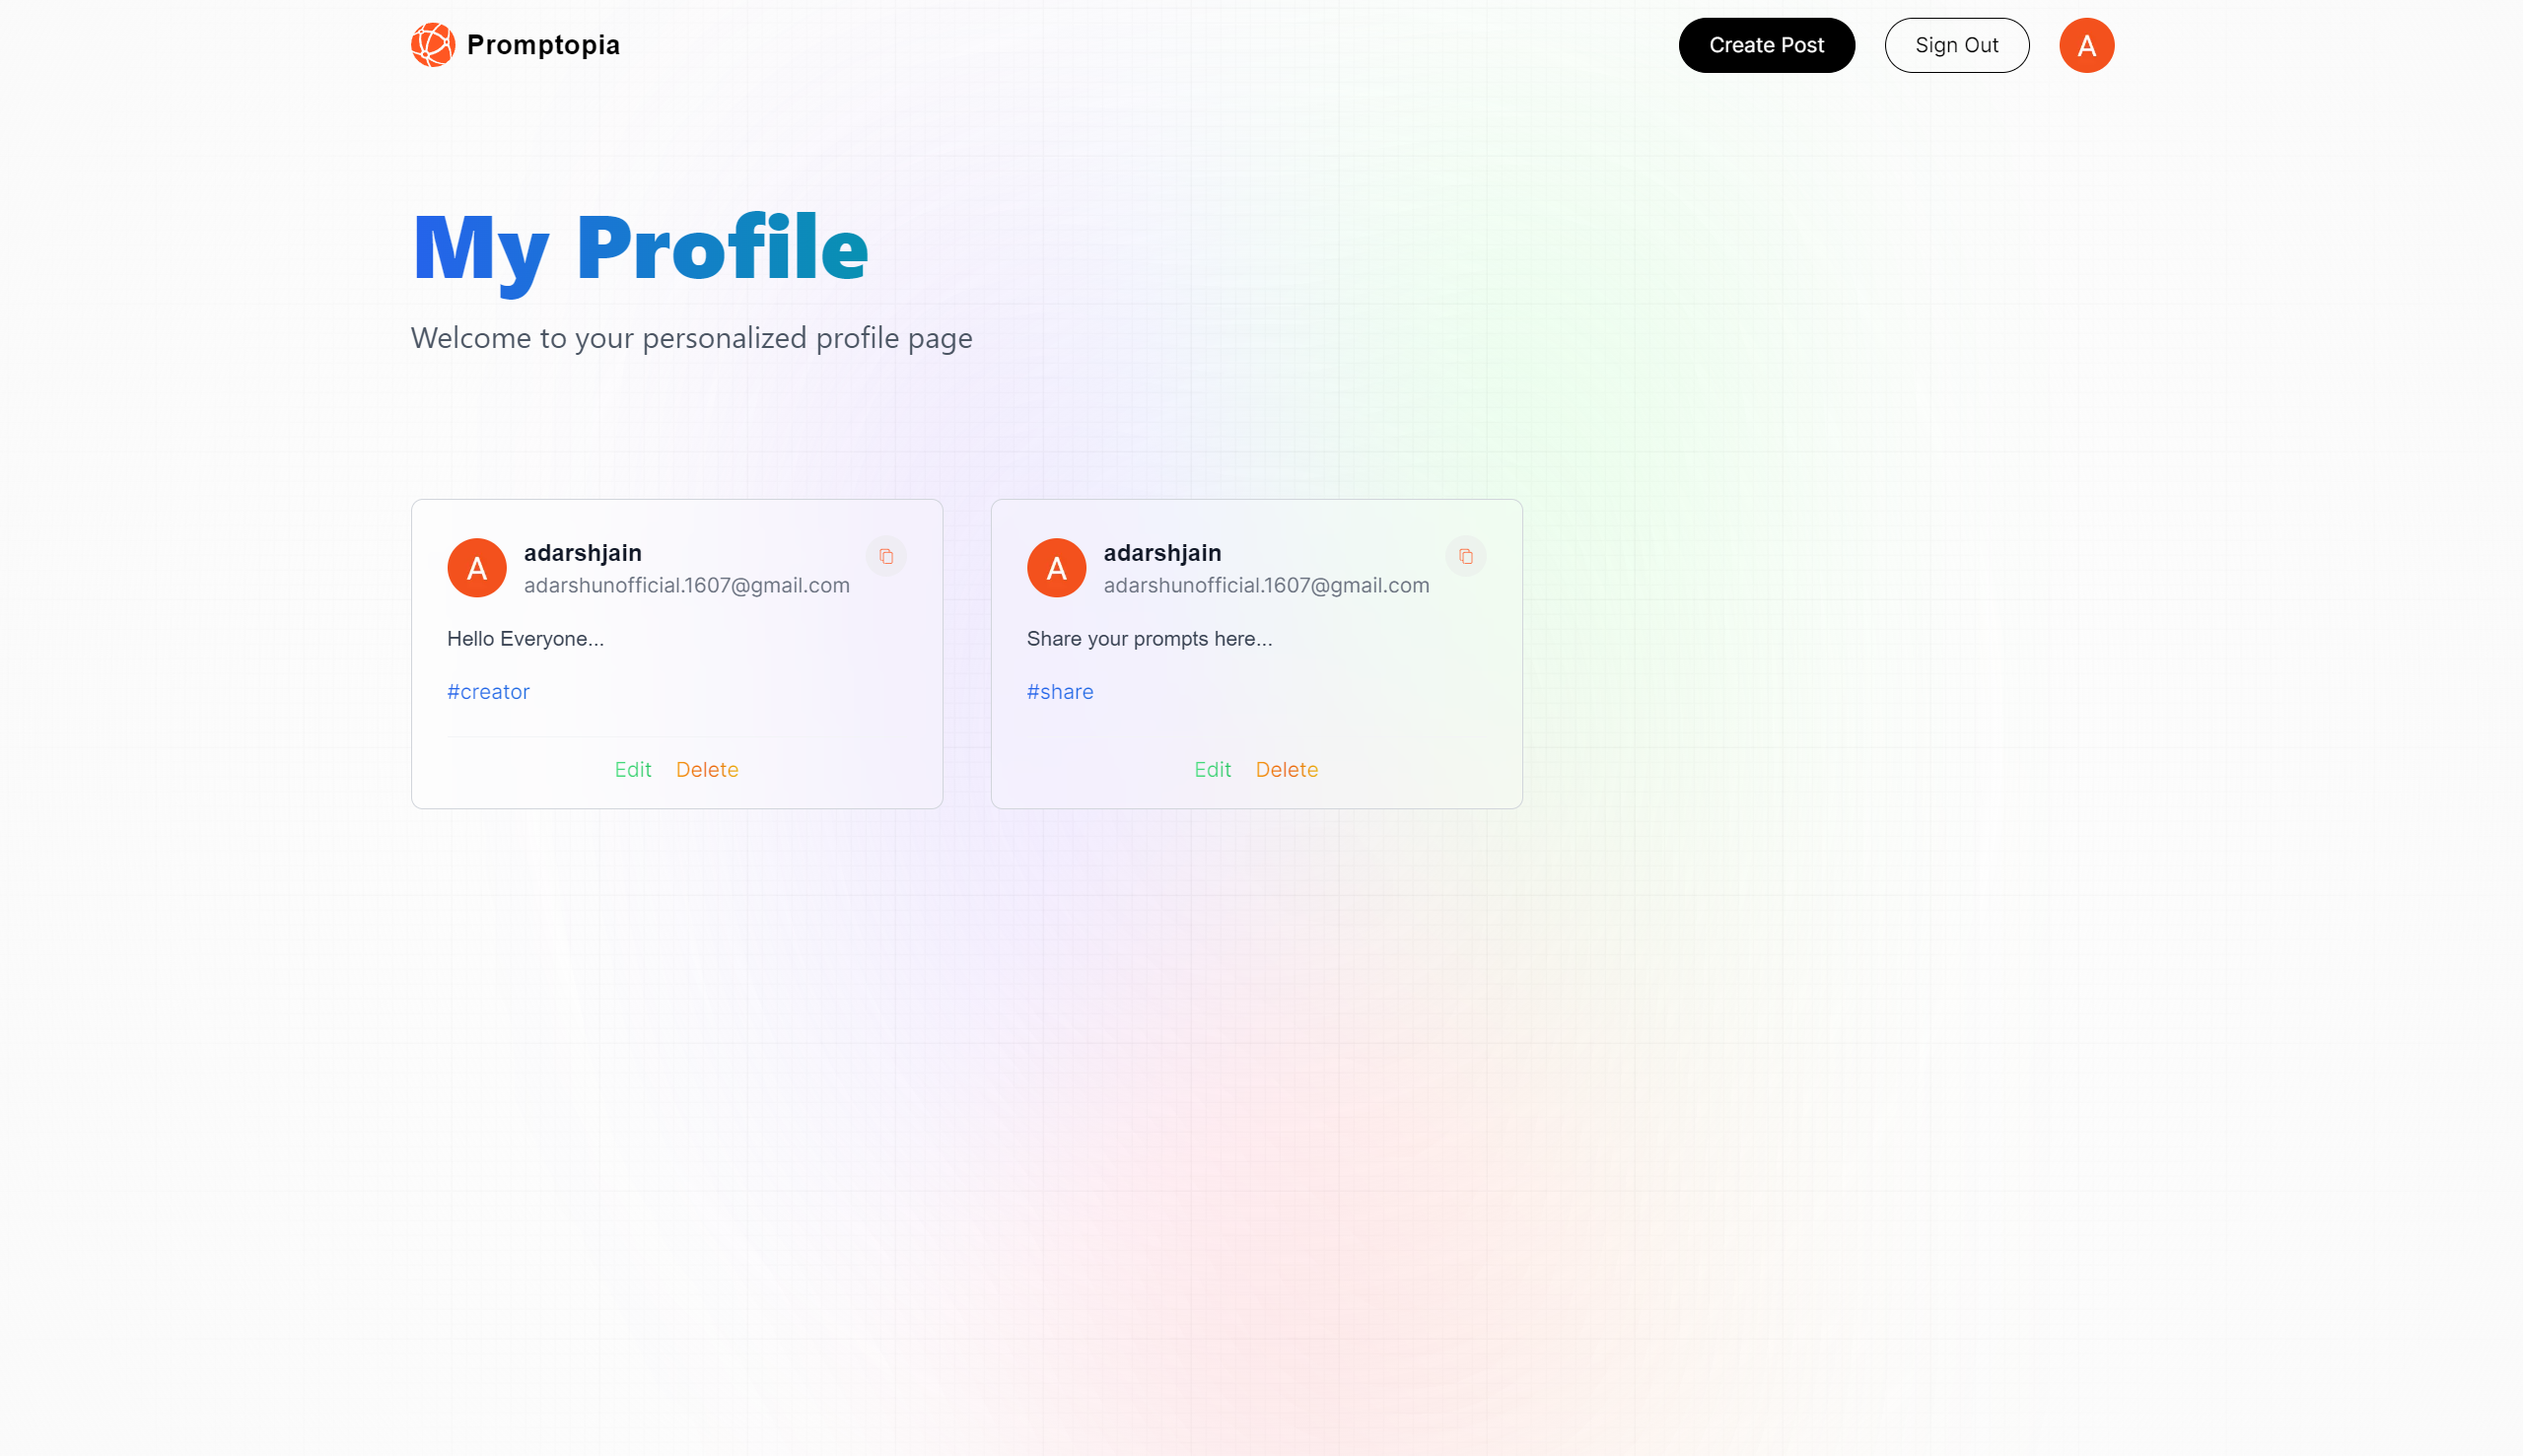 Promptopia
Create Post
Sign Out
A
My Profile
Welcome to your personalized profile page
A
adarshjain
adarshunofficial.1607@gmail.com
Hello Everyone...
#creator
Edit Delete
A
adarshjain
adarshunofficial.1607@gmail.com
Share your prompts here...
#share
Edit Delete